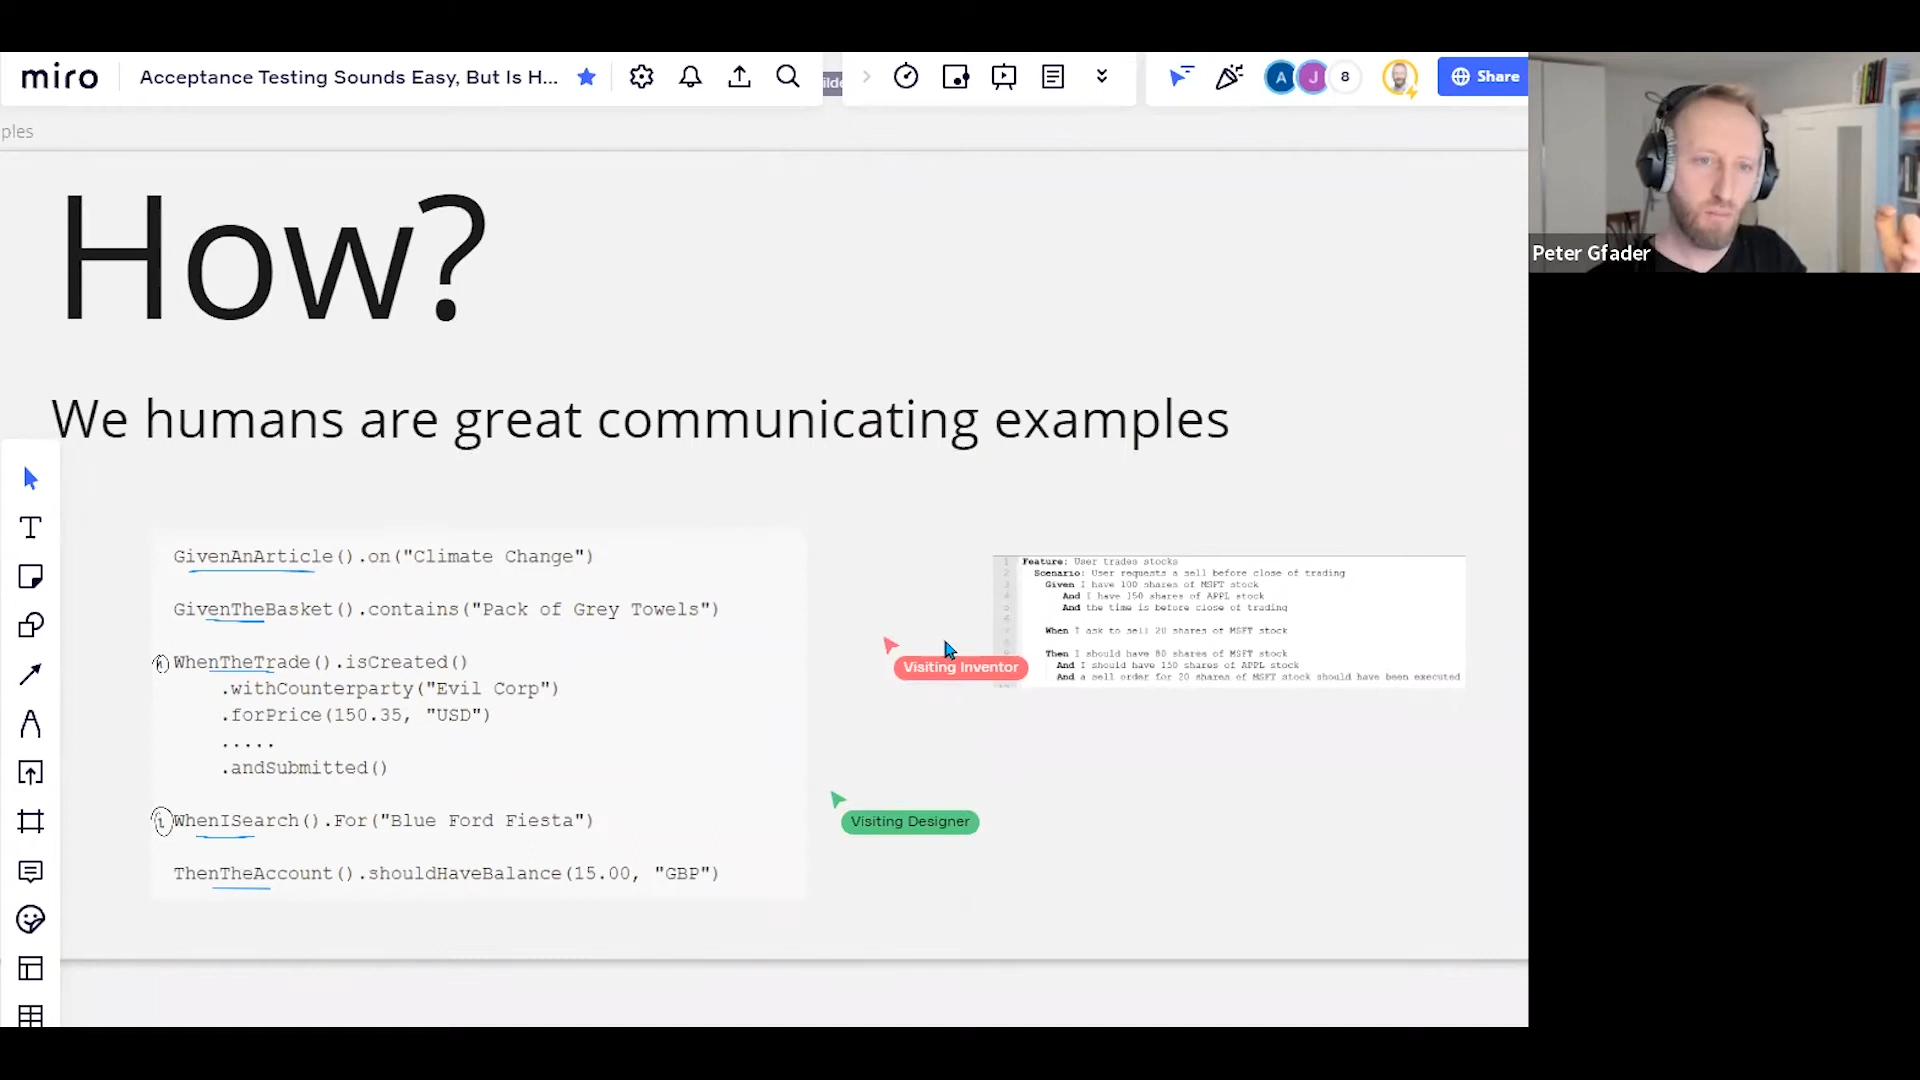 miro
Acceptance Testing Sounds Easy, But Is H...
A
J
8
Share
ples
How?
We humans are great communicating examples
GivenAnArticle().on("Climate Change")
GivenTheBasket().contains("Pack of Grey Towels")
WhenTheTrade().isCreated()
.withCounterparty("Evil Corp")
.forPrice(150.35, "USD")
.....
.andSubmitted()
WhenISearch().For("Blue Ford Fiesta")
ThenTheAccount().shouldHaveBalance(15.00, "GBP")
Visiting Inventor
Visiting Designer
Feature: User trades stocks
Scenario: User requests a sell before close of trading
Given I have 100 shares of MSFT stock
And I have 150 shares of APPL stock
And the time is before close of trading
When I ask to sell 20 shares of MSFT stock
Then I should have 80 shares of MSFT stock
And I should have 150 shares of APPL stock
And a sell order for 20 shares of MSFT stock should have been executed
Peter Gfader